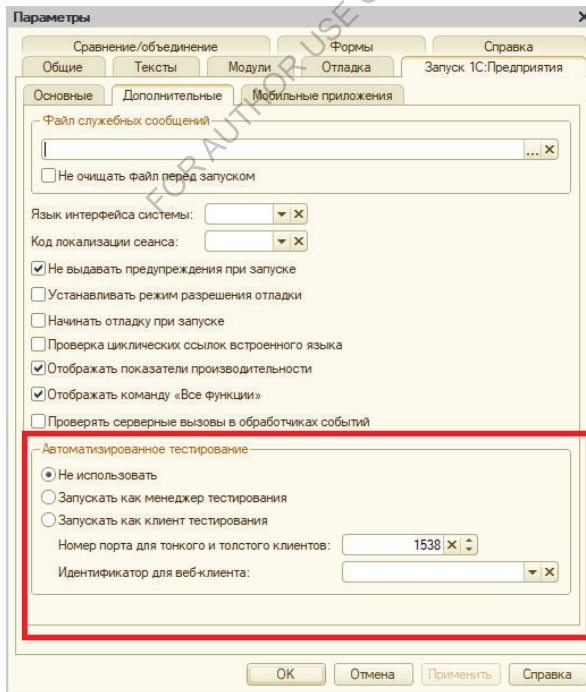 Параметры
Сравнение/объединение Формы Справка
Общие Тексты Модули Отладка Запуск 1С:Предприятия
Основные Дополнительные Мобильные приложения
Файл служебных сообщений
...
Не очищать файл перед запуском
Язык интерфейса системы:
Код локализации сеанса:
Не выдавать предупреждения при запуске
Устанавливать режим разрешения отладки
Начинать отладку при запуске
Проверка циклических ссылок встроенного языка
Отображать показатели производительности
Отображать команду «Все функции»
Проверять серверные вызовы в обработчиках событий
Автоматизированное тестирование
Не использовать
Запускать как менеджер тестирования
Запускать как клиент тестирования
Номер порта для тонкого и толстого клиентов: 1538
Идентификатор для веб-клиента:
OK Отмена Применить Справка
FOR AUTHOR USE